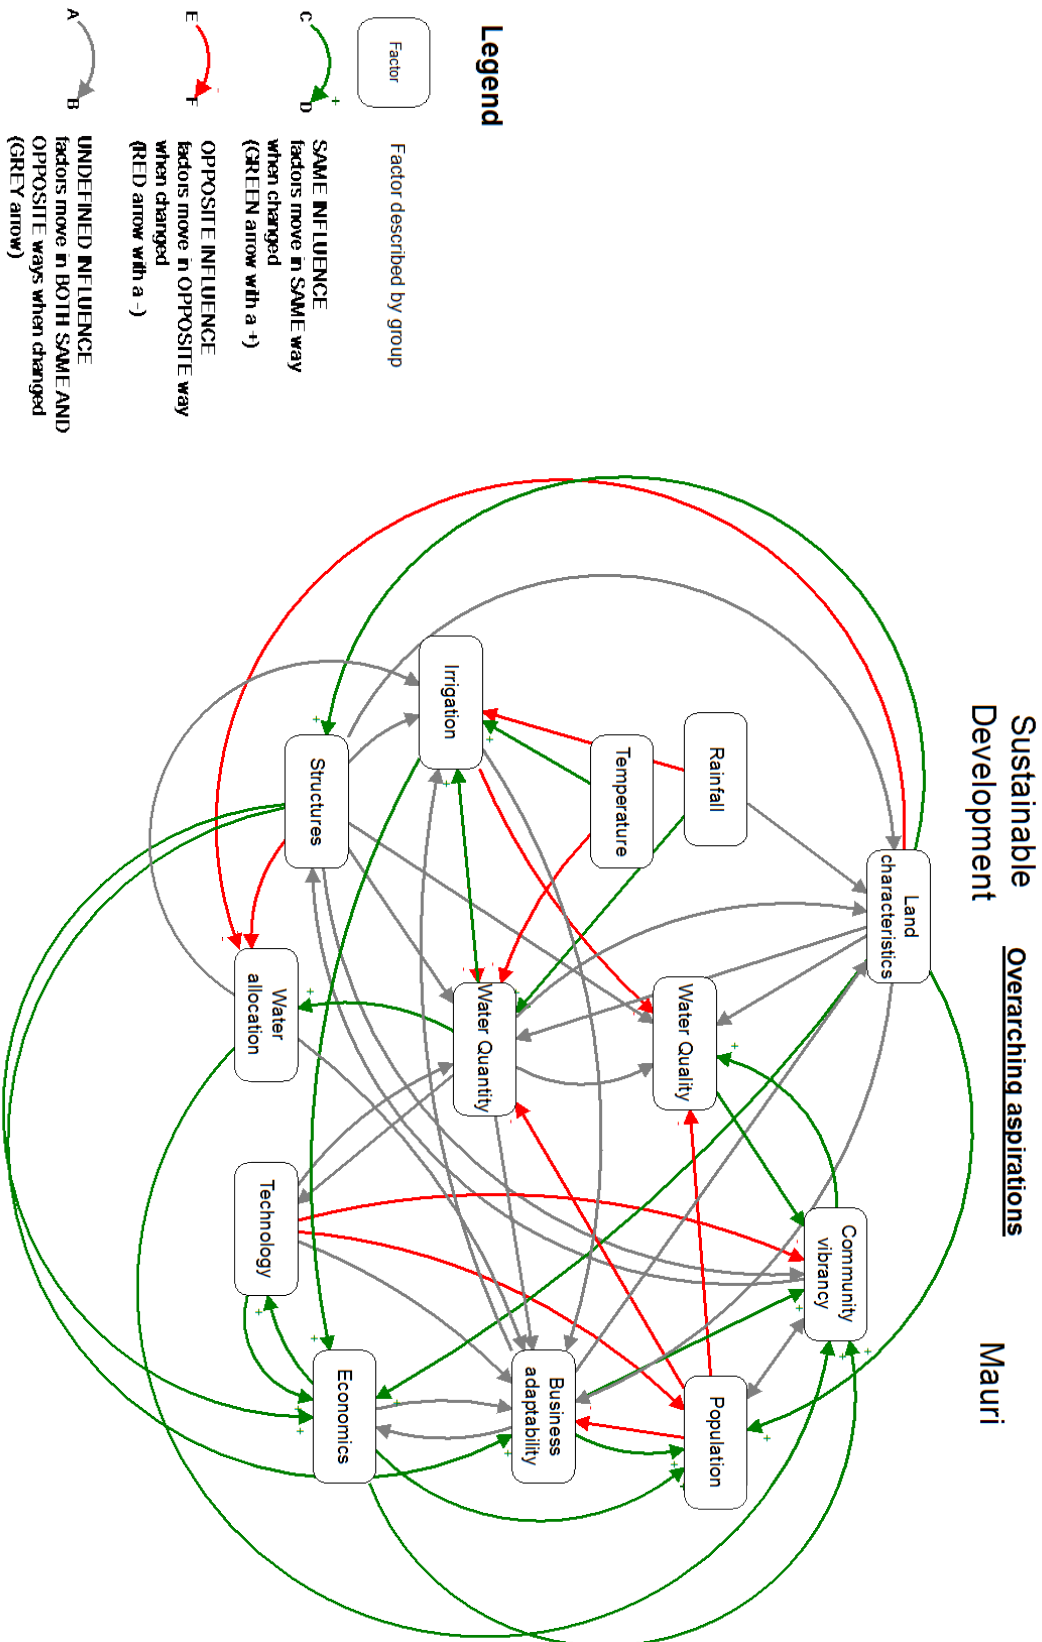 Sustainable
Development
Overarching aspirations
Mauri
Land
characteristics
Community
vibrancy
Rainfall
Water Quality
Population
Temperature
Water Quantity
Business
adaptability
Irrigation
Structures
Water
allocation
Technology
Economics
Legend
Factor
Factor described by group
C
+
D
SAME INFLUENCE
factors move in SAME way
when changed
(GREEN arrow with a +)
E
-
F
OPPOSITE INFLUENCE
factors move in OPPOSITE way
when changed
(RED arrow with a -)
A
B
UNDEFINED INFLUENCE
factors move in BOTH SAME AND
OPPOSITE ways when changed
(GREY arrow)